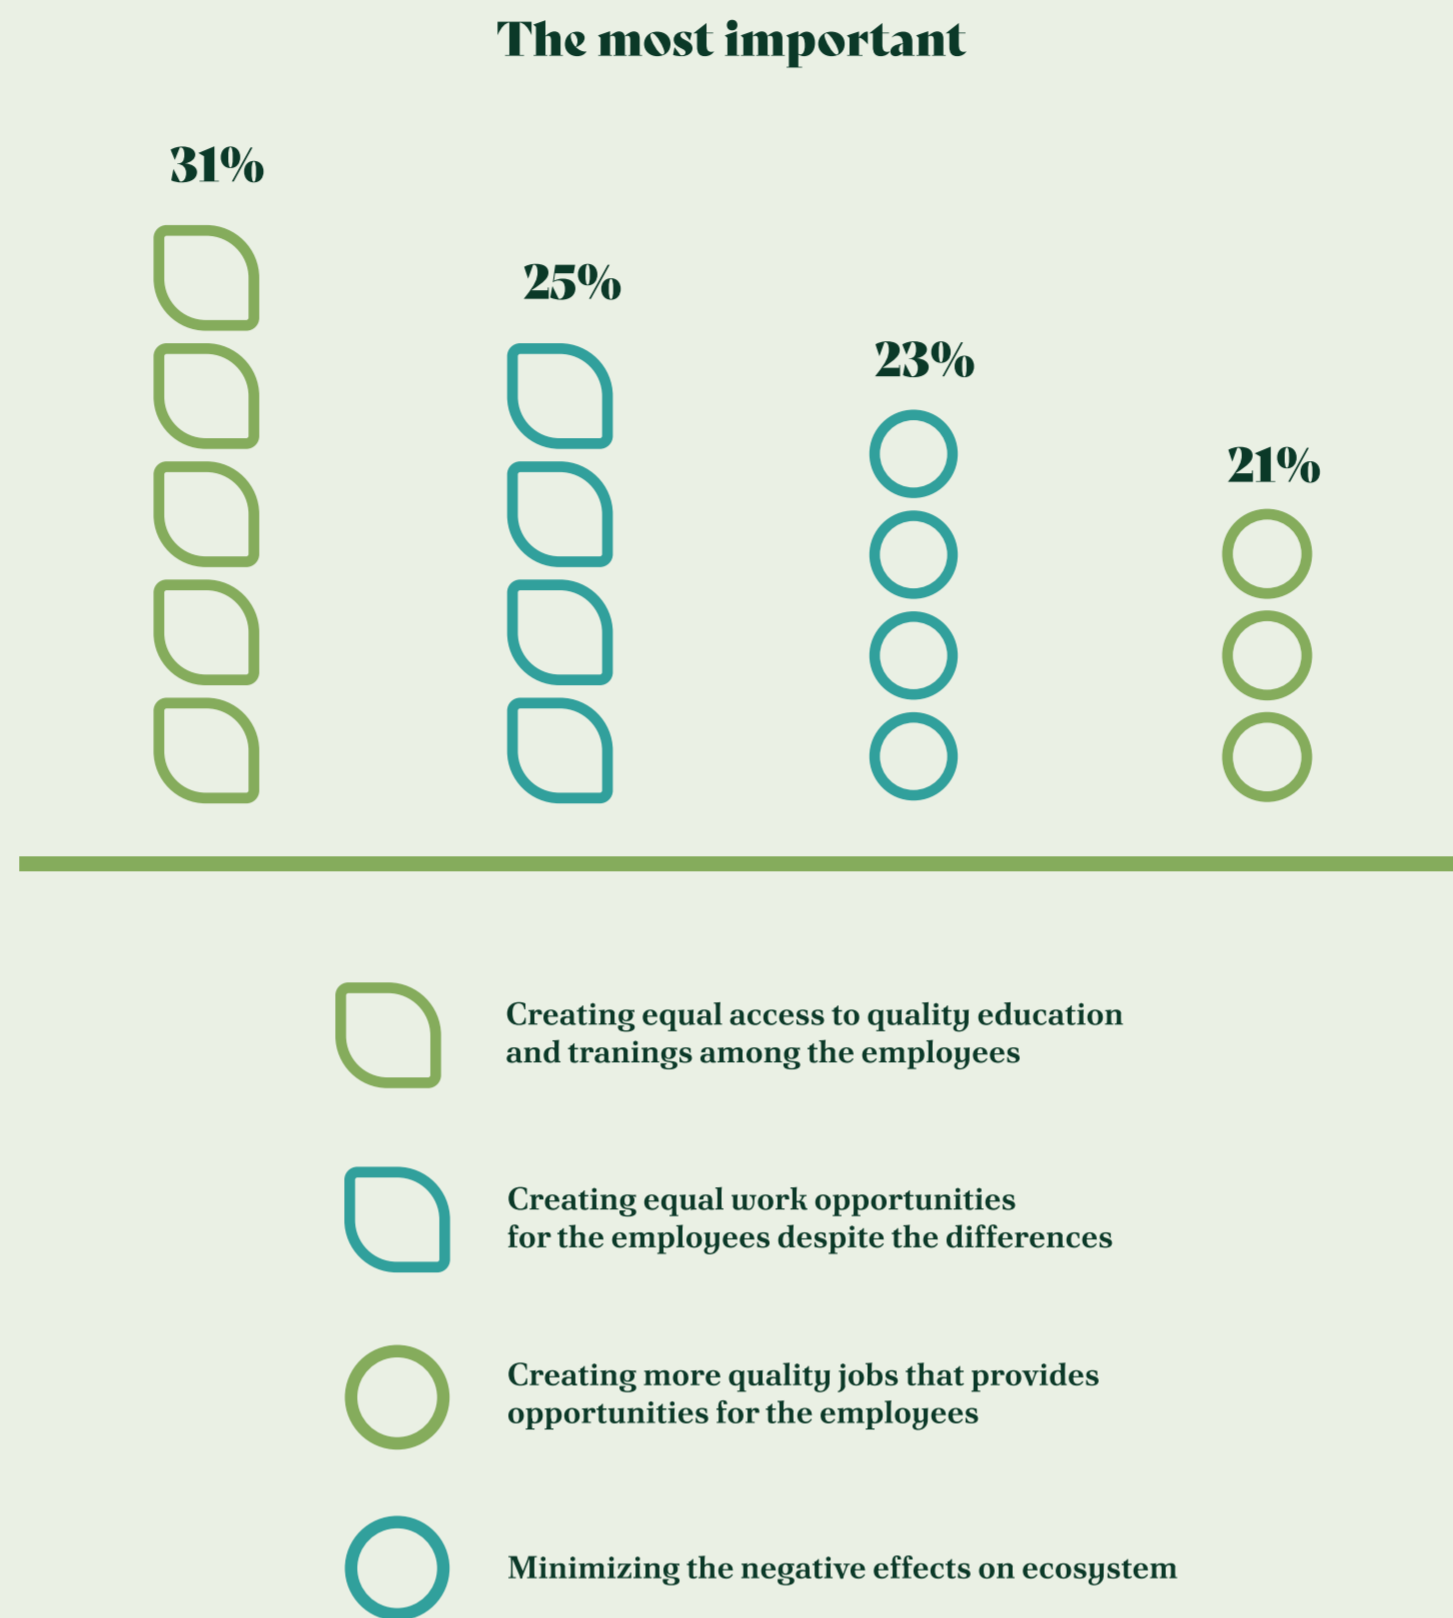 The most important
31%
25%
23%
21%
Creating equal access to quality education
and tranings among the employees
Creating equal work opportunities
for the employees despite the differences
Creating more quality jobs that provides
opportunities for the employees
Minimizing the negative effects on ecosystem